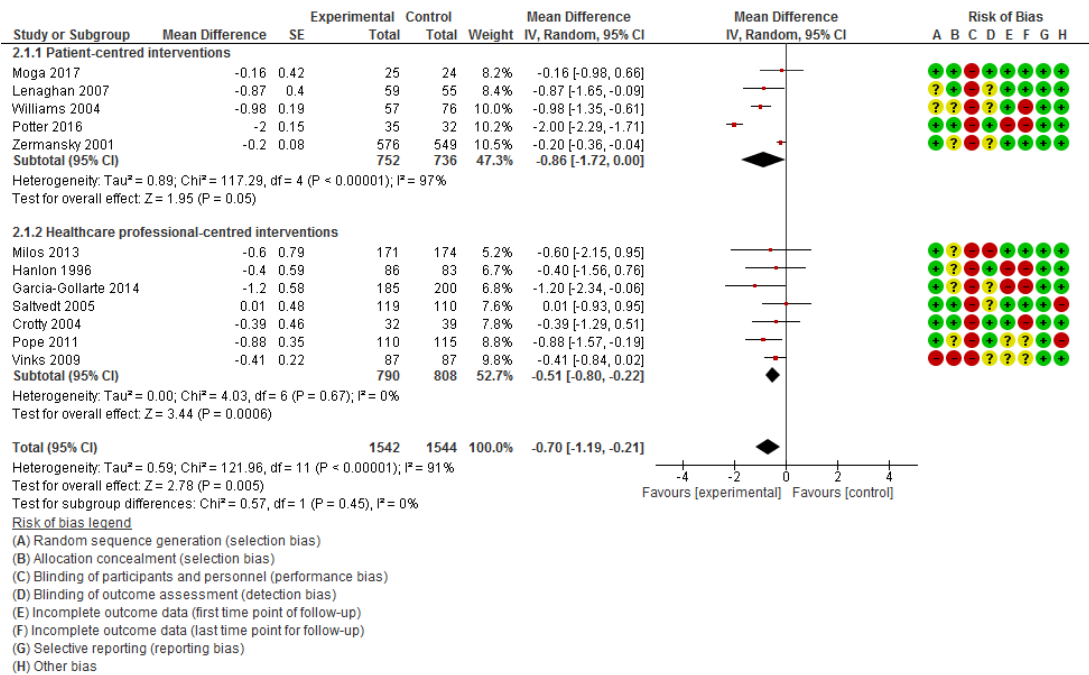 Experimental Control Mean Difference Mean Difference Risk of Bias
Study or Subgroup Mean Difference SE Total Total Weight IV, Random, 95% CI IV, Random, 95% CI A B C D E F G H
2.1.1 Patient-centred interventions
Moga 2017 -0.16 0.42 25 24 8.2% -0.16 [-0.98, 0.66] + + - + + + + +
Lenaghan 2007 -0.87 0.4 59 55 8.4% -0.87 [-1.65, -0.09] ? + - ? + + + +
Williams 2004 -0.98 0.19 57 76 10.0% -0.98 [-1.35, -0.61] ? ? - + + - + +
Potter 2016 -2 0.15 35 32 10.2% -2.00 [-2.29, -1.71] + + - + - - + +
Zermansky 2001 -0.2 0.08 576 549 10.5% -0.20 [-0.36, -0.04] + ? - ? + + + +
Subtotal (95% CI) 752 736 47.3% -0.86 [-1.72, 0.00]
Heterogeneity: Tau² = 0.89; Chi² = 117.29, df = 4 (P < 0.00001); I² = 97%
Test for overall effect: Z = 1.95 (P = 0.05)
2.1.2 Healthcare professional-centred interventions
Milos 2013 -0.6 0.79 171 174 5.2% -0.60 [-2.15, 0.95] + ? - - + + + +
Hanlon 1996 -0.4 0.59 86 83 6.7% -0.40 [-1.56, 0.76] + ? - + - - + +
Garcia-Gollarte 2014 -1.2 0.58 185 200 6.8% -1.20 [-2.34, -0.06] + ? - ? - - + +
Saltvedt 2005 0.01 0.48 119 110 7.7% 0.01 [-0.93, 0.95] + + - ? + + + -
Crotty 2004 -0.39 0.46 32 39 7.9% -0.39 [-1.29, 0.51] + + - + + - + +
Pope 2011 -0.88 0.35 110 115 8.8% -0.88 [-1.57, -0.19] + ? - + ? ? + -
Vinks 2009 -0.41 0.22 87 87 9.8% -0.41 [-0.84, 0.02] - - - ? ? ? + +
Subtotal (95% CI) 790 808 52.7% -0.51 [-0.80, -0.22]
Heterogeneity: Tau² = 0.00; Chi² = 4.03, df = 6 (P = 0.67); I² = 0%
Test for overall effect: Z = 3.44 (P = 0.0006)
Total (95% CI) 1542 1544 100.0% -0.70 [-1.19, -0.21]
Heterogeneity: Tau² = 0.59; Chi² = 121.96, df = 11 (P < 0.00001); I² = 91%
Test for overall effect: Z = 2.78 (P = 0.005)
Test for subgroup differences: Chi² = 0.57, df = 1 (P = 0.45), I² = 0%
-4 -2 0 2 4
Favours [experimental] Favours [control]
Risk of bias legend
(A) Random sequence generation (selection bias)
(B) Allocation concealment (selection bias)
(C) Blinding of participants and personnel (performance bias)
(D) Blinding of outcome assessment (detection bias)
(E) Incomplete outcome data (first time point of follow-up)
(F) Incomplete outcome data (last time point for follow-up)
(G) Selective reporting (reporting bias)
(H) Other bias